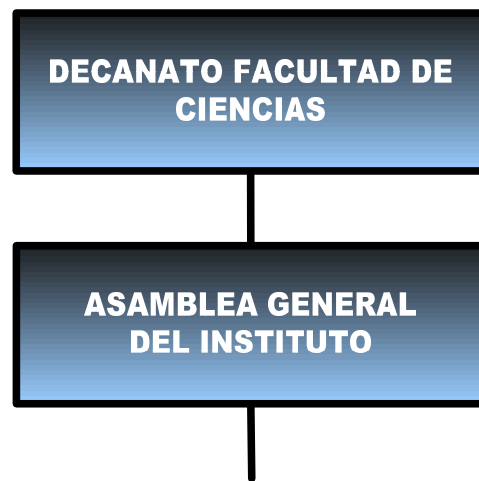 DECANATO FACULTAD DE
CIENCIAS
ASAMBLEA GENERAL
DEL INSTITUTO